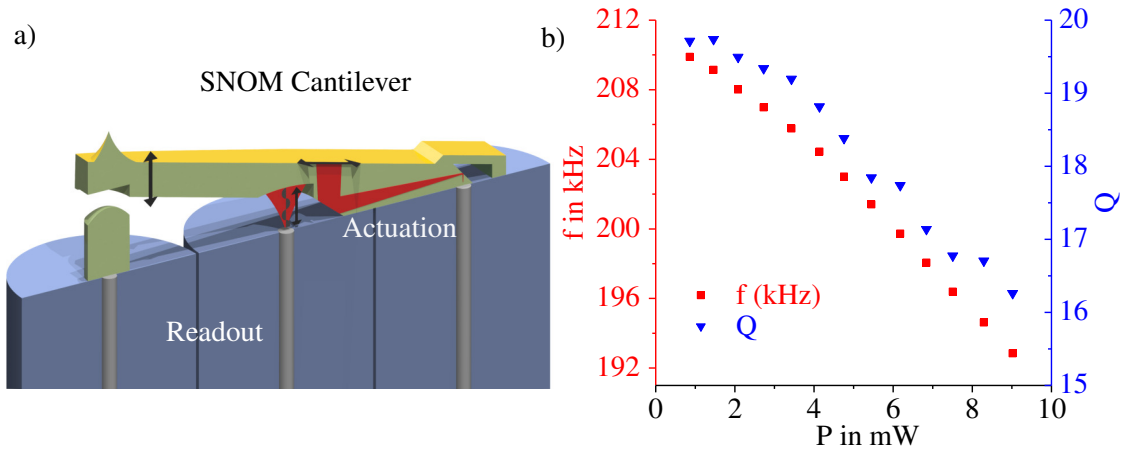 a)
SNOM Cantilever
Actuation
Readout
b)
f in kHz
210
208
204
200
196
192
f (kHz)
Q
0
2
4
6
8
10
P in mW
20
19
18
17
16
15
Q